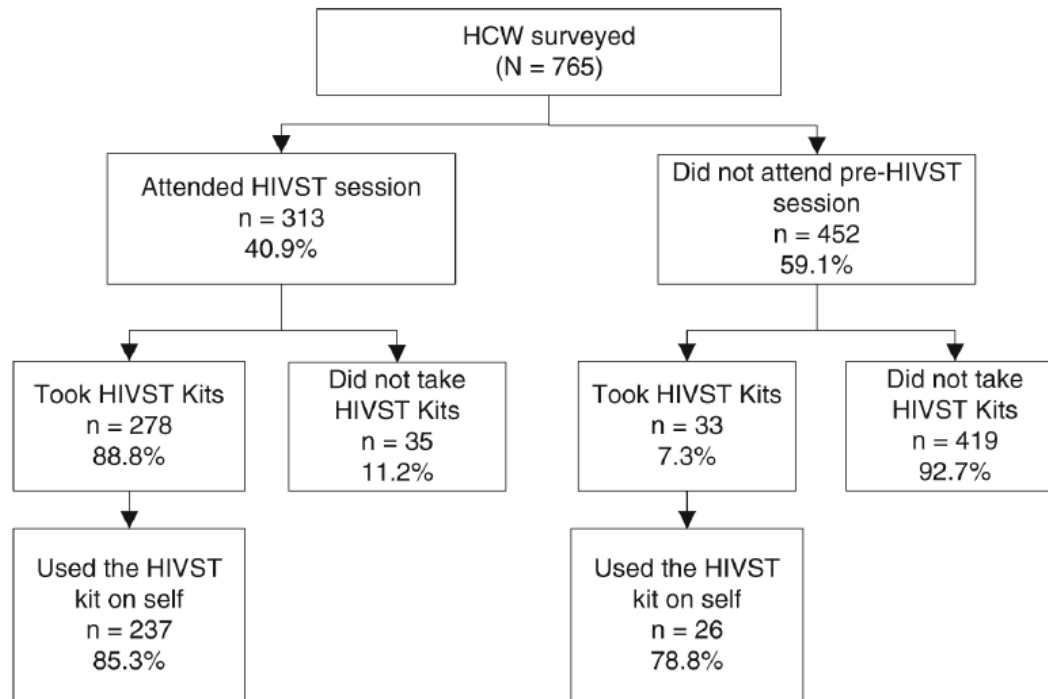 HCW surveyed
(N = 765)
Attended HIVST session
n = 313
40.9%
Did not attend pre-HIVST
session
n = 452
59.1%
Took HIVST Kits
n = 278
88.8%
Did not take
HIVST Kits
n = 35
11.2%
Took HIVST Kits
n = 33
7.3%
Did not take
HIVST Kits
n = 419
92.7%
Used the HIVST
kit on self
n = 237
85.3%
Used the HIVST
kit on self
n = 26
78.8%